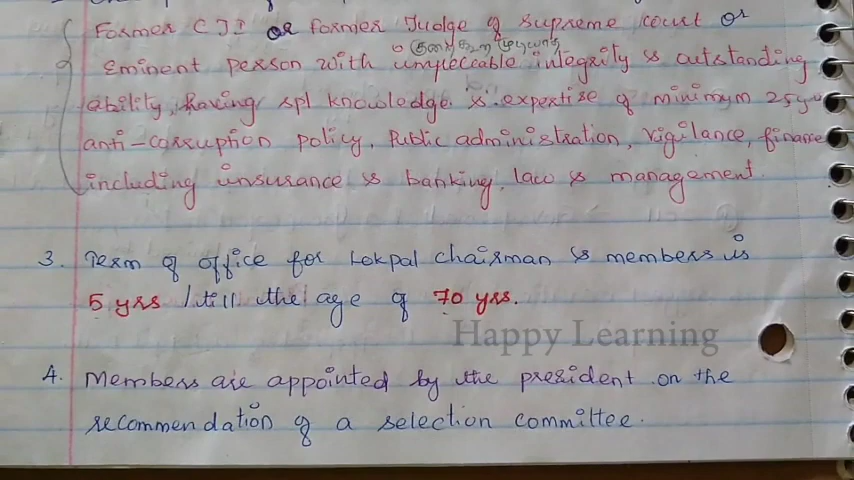 Former CJI or Former Judge of Supreme court or
குறைகூற முடியாத
Eminent person with unpeccable integrity & outstanding
ability, having spl knowledge & expertise of minimum 25 yrs
anti-corruption policy, Public administration, vigilance, finance
including insurance & banking, law & management.
3. Term of office for Lokpal chairman & members is
5 yrs / till the age of 70 yrs.
Happy Learning
4. Members are appointed by the president on the
recommendation of a selection committee.